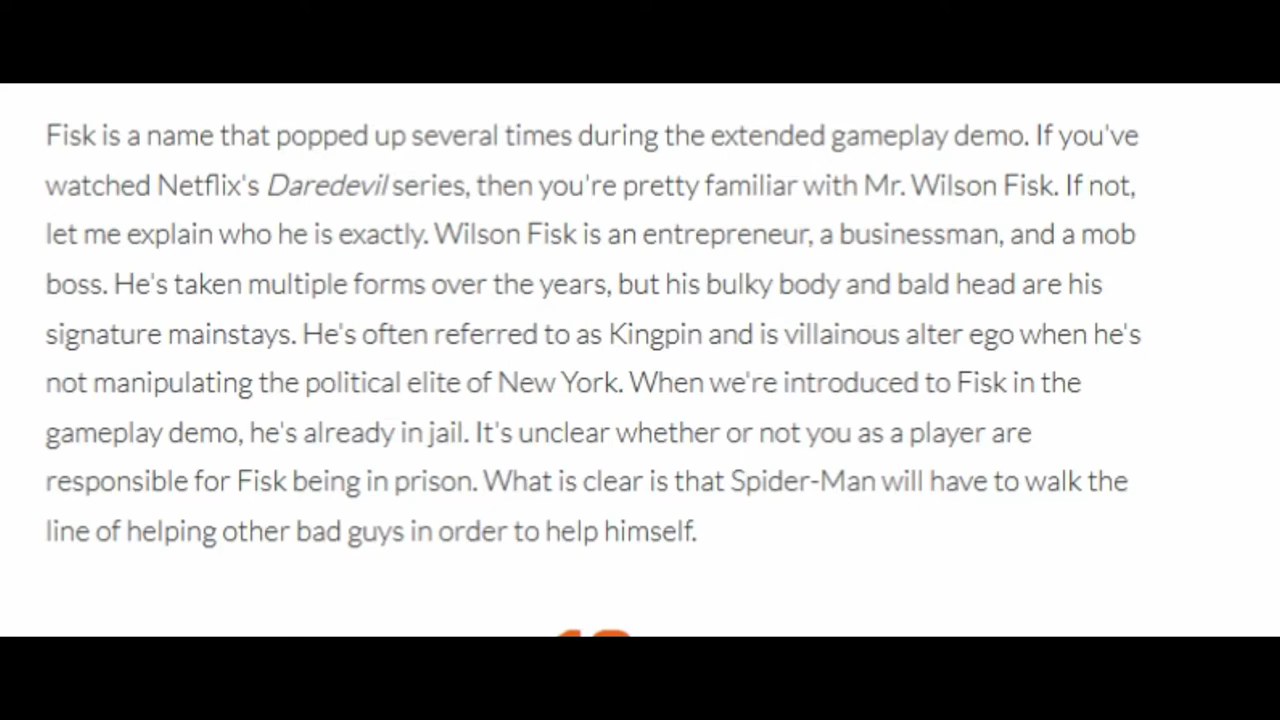 Fisk is a name that popped up several times during the extended gameplay demo. If you've
watched Netflix's Daredevil series, then you're pretty familiar with Mr. Wilson Fisk. If not,
let me explain who he is exactly. Wilson Fisk is an entrepreneur, a businessman, and a mob
boss. He's taken multiple forms over the years, but his bulky body and bald head are his
signature mainstays. He's often referred to as Kingpin and is villainous alter ego when he's
not manipulating the political elite of New York. When we're introduced to Fisk in the
gameplay demo, he's already in jail. It's unclear whether or not you as a player are
responsible for Fisk being in prison. What is clear is that Spider-Man will have to walk the
line of helping other bad guys in order to help himself.